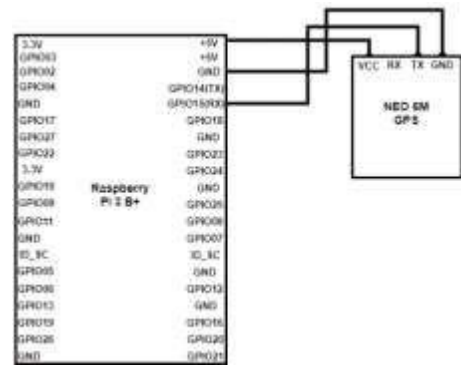 3.3V
GPIO03
GPIO02
GPIO04
GND
GPIO17
GPIO27
GPIO22
3.3V
GPIO10
GPIO09
GPIO11
GND
ID_SC
GPIO05
GPIO06
GPIO13
GPIO19
GPIO26
GND
Raspberry
Pi 3 B+
+5V
+5V
GND
GPIO14(TX)
GPIO15(RX)
GPIO18
GND
GPIO23
GPIO24
GND
GPIO25
GPIO08
GPIO07
ID_SC
GND
GPIO12
GND
GPIO16
GPIO20
GPIO21
VCC RX TX GND
NEO 6M
GPS